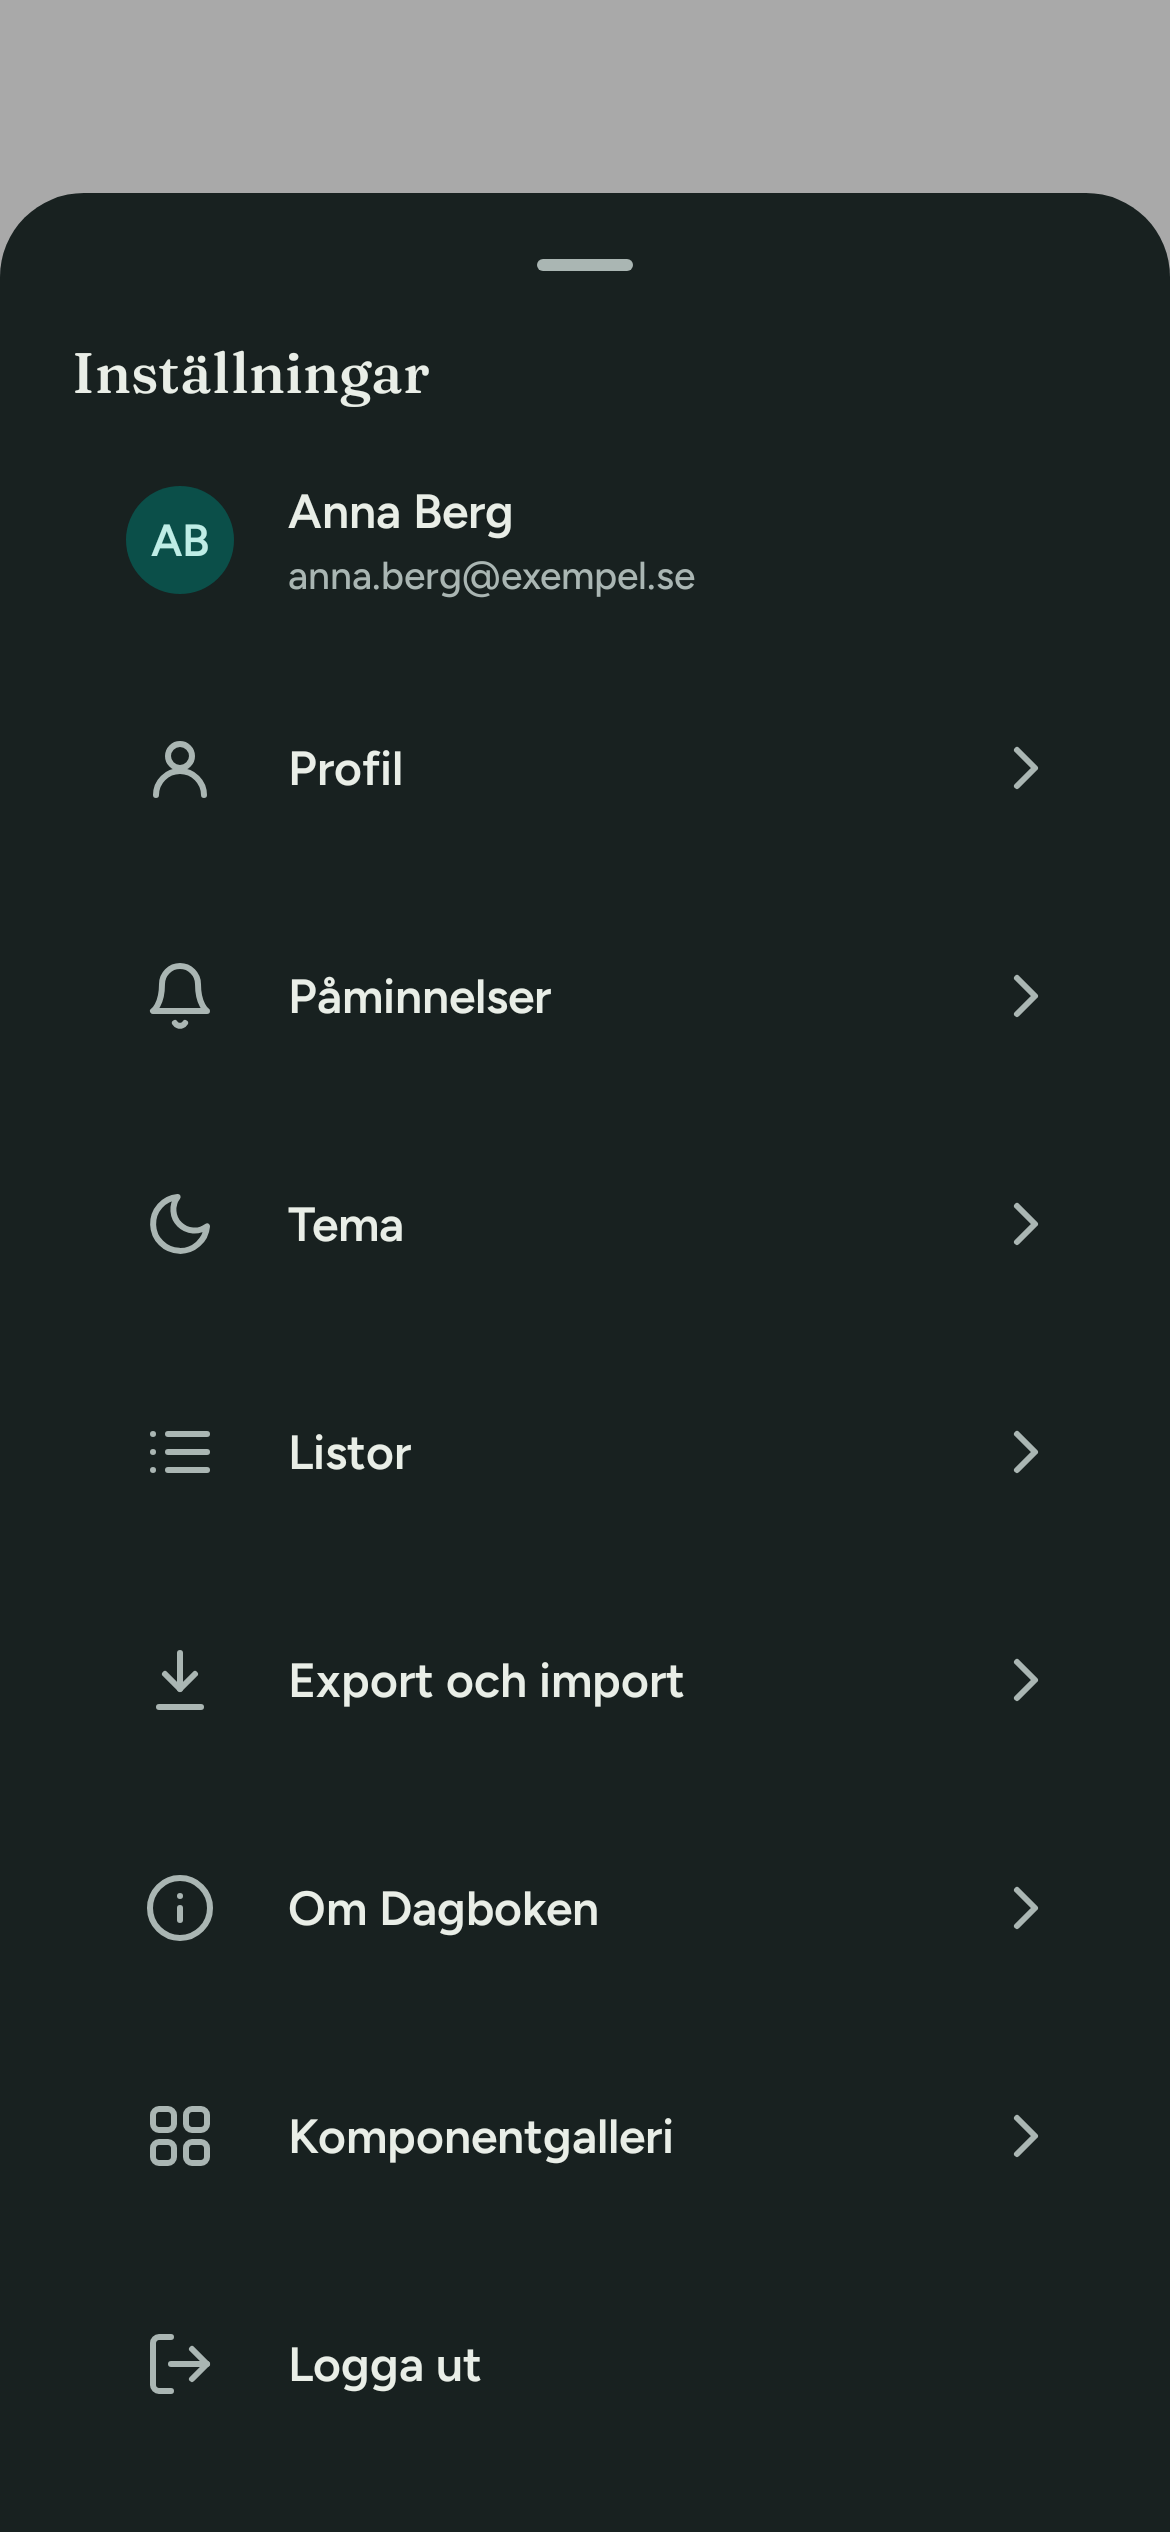 Inställningar
AB
Anna Berg
anna.berg@exempel.se
Profil
Påminnelser
Tema
Listor
Export och import
Om Dagboken
Komponentgalleri
Logga ut